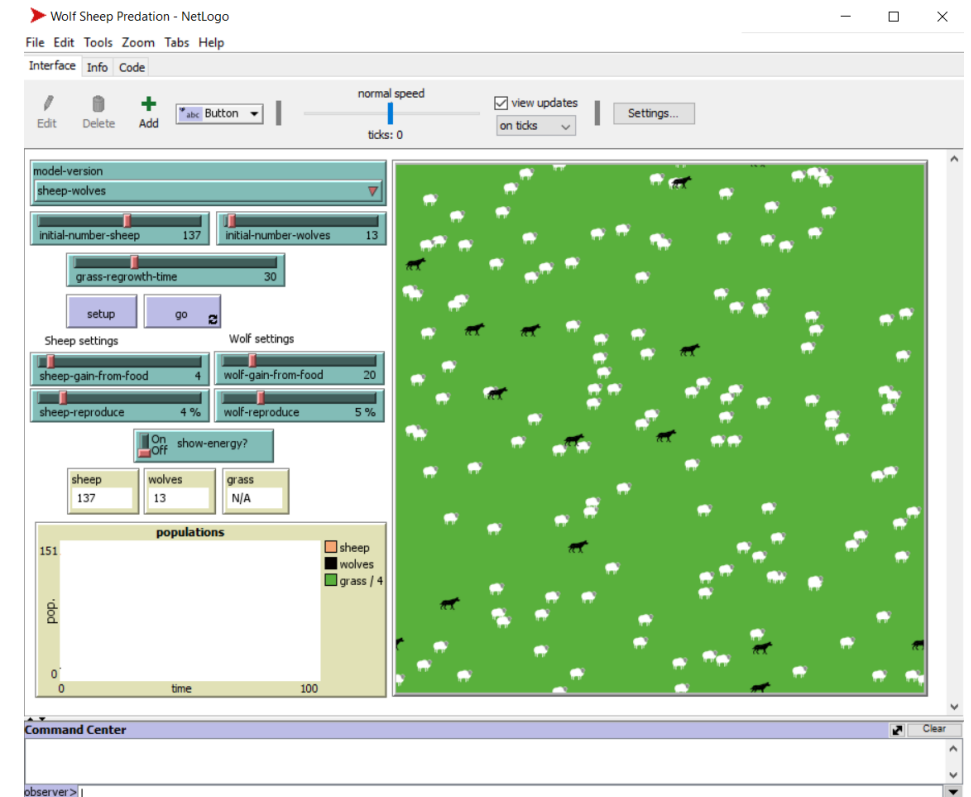 Wolf Sheep Predation - NetLogo
File Edit Tools Zoom Tabs Help
Interface Info Code
Edit Delete Add abc Button normal speed ticks: 0 view updates on ticks Settings...
model-version
sheep-wolves
initial-number-sheep 137 initial-number-wolves 13
grass-regrowth-time 30
setup go
Sheep settings Wolf settings
sheep-gain-from-food 4 wolf-gain-from-food 20
sheep-reproduce 4 % wolf-reproduce 5 %
On
Off show-energy?
sheep wolves grass
137 13 N/A
populations
151
pop.
0
0 time 100
sheep
wolves
grass / 4
Command Center Clear
observer>